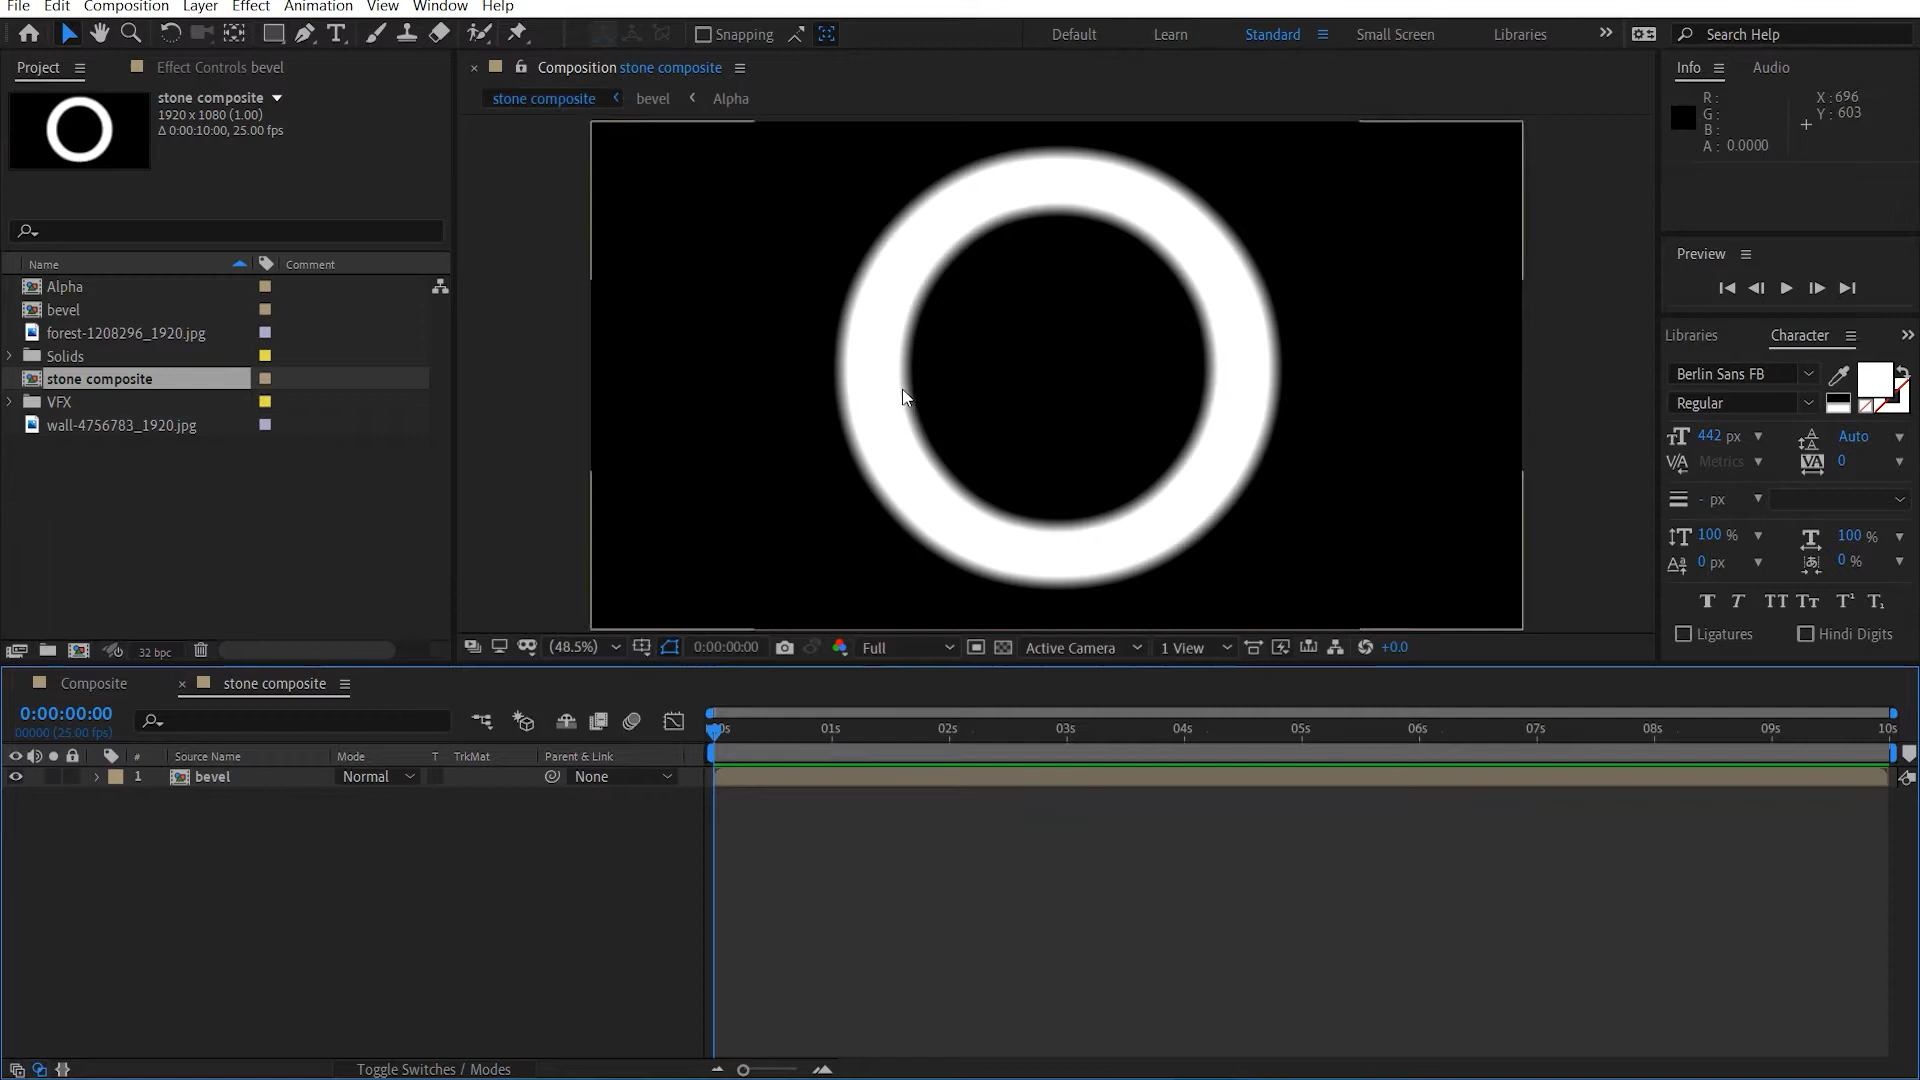 File Edit Composition Layer Effect Animation View Window Help
Snapping
Default Learn Standard Small Screen Libraries Search Help
Project Effect Controls bevel
Composition stone composite
Info Audio
stone composite
1920 x 1080 (1.00)
Δ 0:00:10:00, 25.00 fps
stone composite bevel Alpha
R :
G :
B :
A : 0.0000
X : 696
Y : 603
Preview
Name Comment
Alpha
bevel
forest-1208296_1920.jpg
Solids
stone composite
VFX
wall-4756783_1920.jpg
Libraries Character
Berlin Sans FB
Regular
442 px Auto
Metrics 0
- px
100 % 100 %
0 px 0 %
T T TT Tт T¹ T₁
Ligatures Hindi Digits
32 bpc
(48.5%) 0:00:00:00 Full Active Camera 1 View +0.0
Composite stone composite
0:00:00:00
00000 (25.00 fps)
00s 01s 02s 03s 04s 05s 06s 07s 08s 09s 10s
# Source Name Mode T TrkMat Parent & Link
1 bevel Normal None
Toggle Switches / Modes